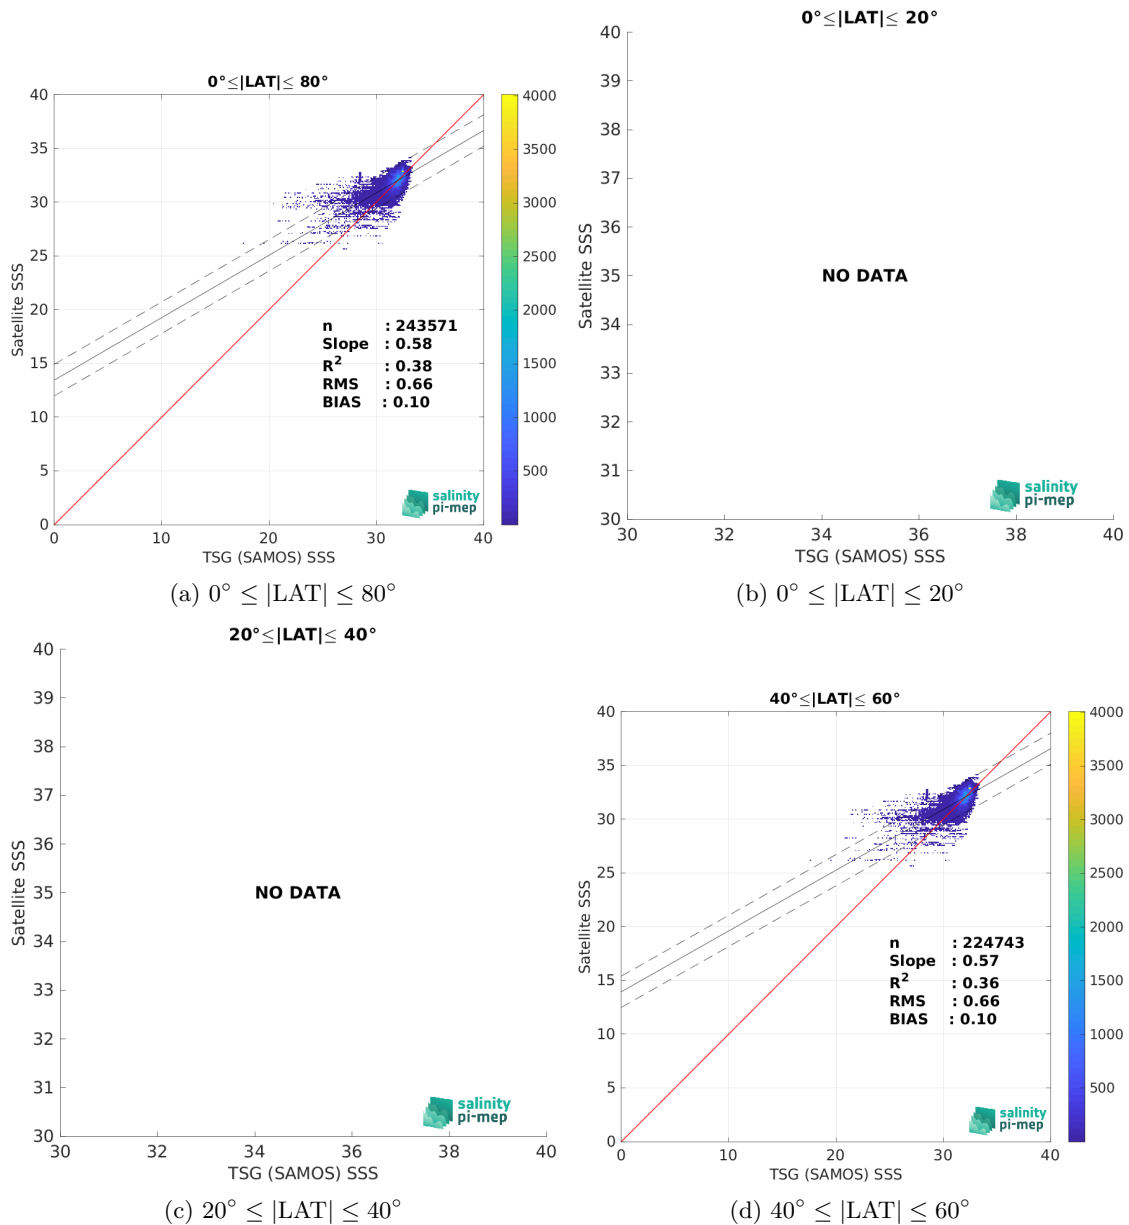 0°≤|LAT|≤ 80°
40
35
30
25
20
15
10
5
0
0
10
20
30
40
Satellite SSS
TSG (SAMOS) SSS
n : 243571
Slope : 0.58
R² : 0.38
RMS : 0.66
BIAS : 0.10
salinity
pi-mep
4000
3500
3000
2500
2000
1500
1000
500
(a) 0° ≤ |LAT| ≤ 80°
0°≤|LAT|≤ 20°
40
39
38
37
36
35
34
33
32
31
30
30
32
34
36
38
40
Satellite SSS
TSG (SAMOS) SSS
NO DATA
salinity
pi-mep
(b) 0° ≤ |LAT| ≤ 20°
20°≤|LAT|≤ 40°
40
39
38
37
36
35
34
33
32
31
30
30
32
34
36
38
40
Satellite SSS
TSG (SAMOS) SSS
NO DATA
salinity
pi-mep
(c) 20° ≤ |LAT| ≤ 40°
40°≤|LAT|≤ 60°
40
35
30
25
20
15
10
5
0
0
10
20
30
40
Satellite SSS
TSG (SAMOS) SSS
n : 224743
Slope : 0.57
R² : 0.36
RMS : 0.66
BIAS : 0.10
salinity
pi-mep
4000
3500
3000
2500
2000
1500
1000
500
(d) 40° ≤ |LAT| ≤ 60°